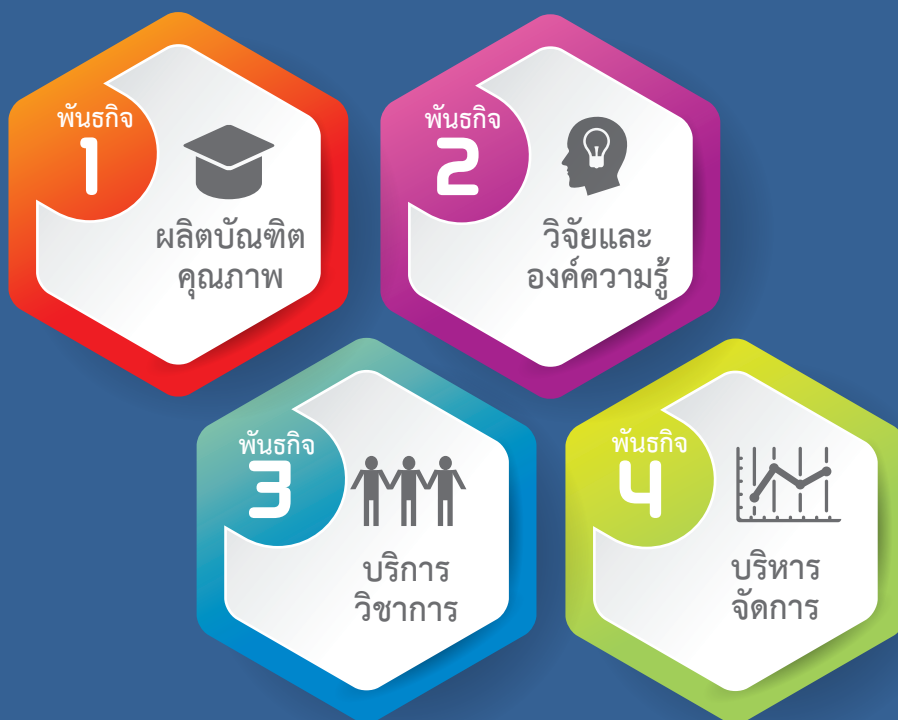 พันธกิจ
1
ผลิตบัณฑิต
คุณภาพ
พันธกิจ
2
วิจัยและ
องค์ความรู้
พันธกิจ
3
บริการ
วิชาการ
พันธกิจ
4
บริหาร
จัดการ